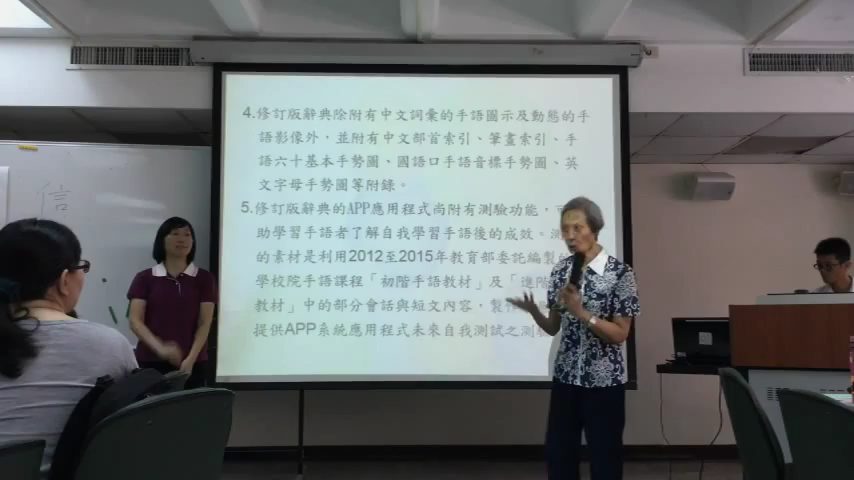 信
4.修訂版辭典除附有中文詞彙的手語圖示及動態的手
語影像外，並附有中文部首索引、筆畫索引、手
語六十基本手勢圖、國語口手語音標手勢圖、英
文字母手勢圖等附錄。
5.修訂版辭典的APP應用程式尚附有測驗功能，可
助學習手語者了解自我學習手語後的成效。測
的素材是利用2012至2015年教育部委託編製
學校院手語課程「初階手語教材」及「進階
教材」中的部分會話與短文內容，製
提供APP系統應用程式未來自我測試之測驗